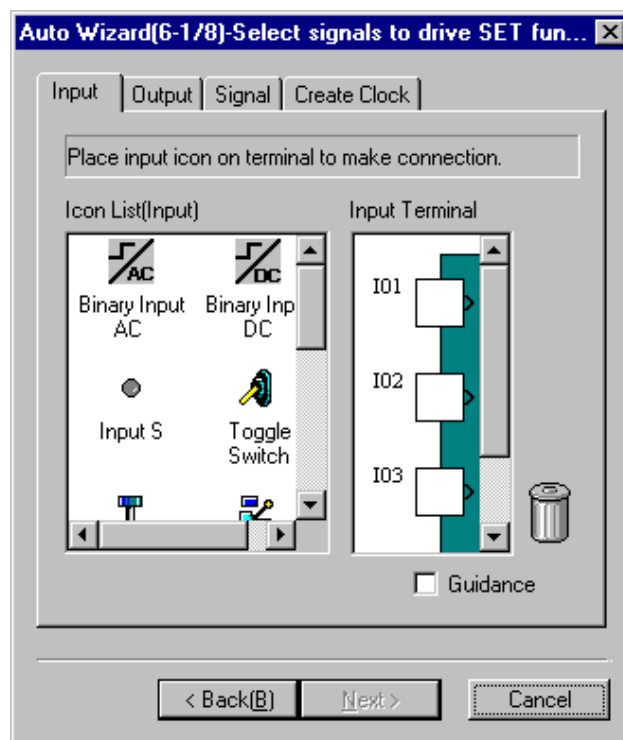 Auto Wizard(6-1/8)-Select signals to drive SET fun...
Input Output Signal Create Clock
Place input icon on terminal to make connection.
Icon List(Input)
AC
DC
Binary Input
AC
Binary Inp
DC
Input S
Toggle
Switch
Input Terminal
I01
I02
I03
Guidance
< Back(B) Next > Cancel